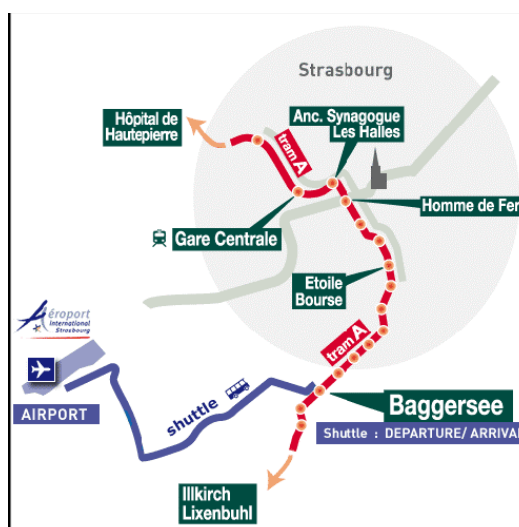 Strasbourg
Hôpital de
Hautepierre
Anc. Synagogue
Les Halles
tram A
Homme de Fer
Gare Centrale
Etoile
Bourse
Aéroport
International
Strasbourg
tram A
AIRPORT
shuttle
Baggersee
Shuttle : DEPARTURE/ ARRIVAL
Illkirch
Lixenbuhl